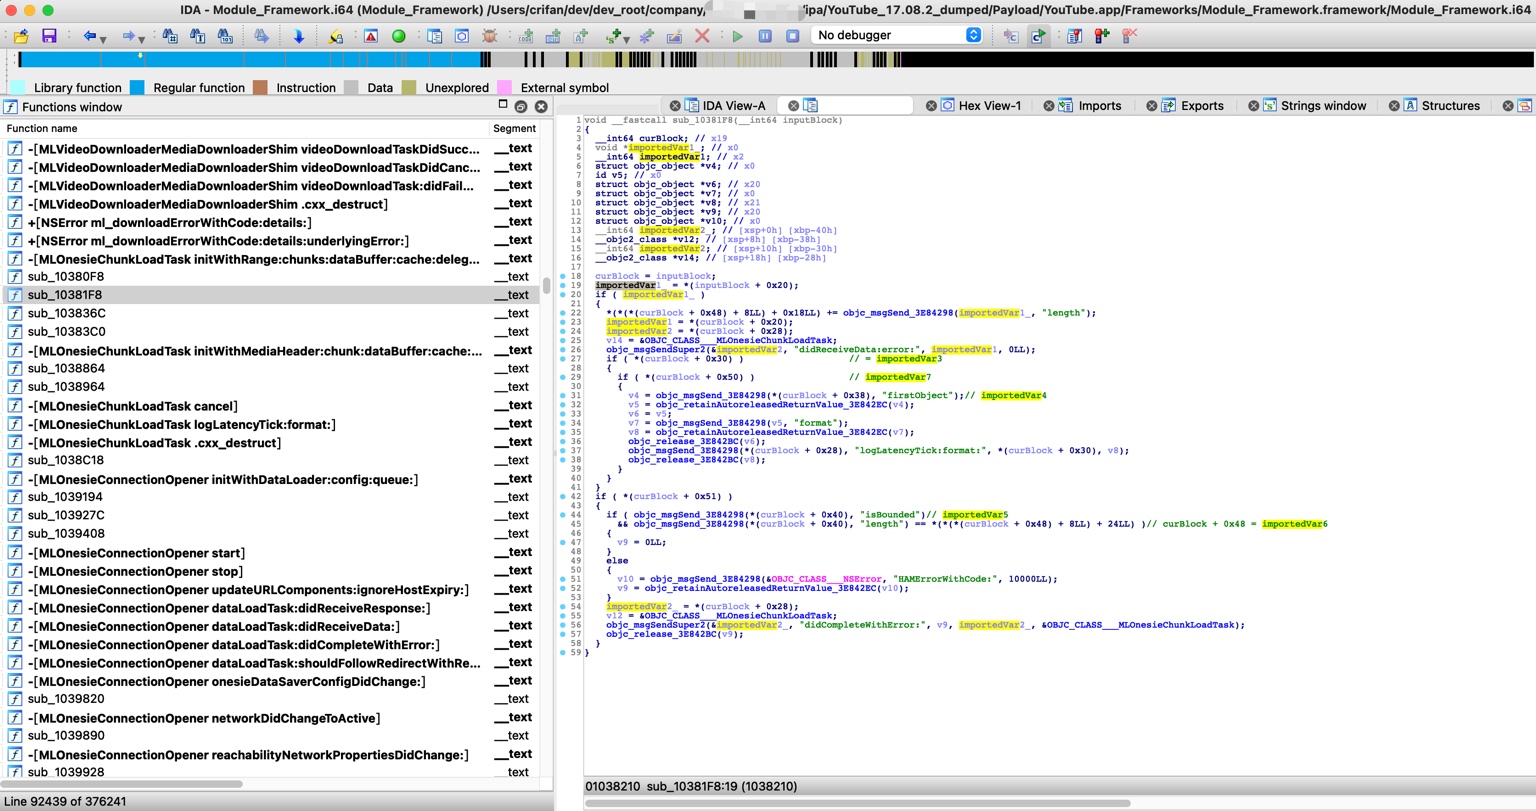 IDA - Module_Framework.i64 (Module_Framework) /Users/crifan/dev/dev_root/company/ /ipa/YouTube_17.08.2_dumped/Payload/YouTube.app/Frameworks/Module_Framework.framework/Module_Framework.i64
No debugger
Library function Regular function Instruction Data Unexplored External symbol
Functions window
IDA View-A Hex View-1 Imports Exports Strings window Structures
Function name Segment
-[MLVideoDownloaderMediaDownloaderShim videoDownloadTaskDidSucc... __text
-[MLVideoDownloaderMediaDownloaderShim videoDownloadTaskDidCanc... __text
-[MLVideoDownloaderMediaDownloaderShim videoDownloadTask:didFail... __text
-[MLVideoDownloaderMediaDownloaderShim .cxx_destruct] __text
+[NSError ml_downloadErrorWithCode:details:] __text
+[NSError ml_downloadErrorWithCode:details:underlyingError:] __text
-[MLOnesieChunkLoadTask initWithRange:chunks:dataBuffer:cache:deleg... __text
sub_10380F8 __text
sub_10381F8 __text
sub_103836C __text
sub_10383C0 __text
-[MLOnesieChunkLoadTask initWithMediaHeader:chunk:dataBuffer:cache:... __text
sub_1038864 __text
sub_1038964 __text
-[MLOnesieChunkLoadTask cancel] __text
-[MLOnesieChunkLoadTask logLatencyTick:format:] __text
-[MLOnesieChunkLoadTask .cxx_destruct] __text
sub_1038C18 __text
-[MLOnesieConnectionOpener initWithDataLoader:config:queue:] __text
sub_1039194 __text
sub_103927C __text
sub_1039408 __text
-[MLOnesieConnectionOpener start] __text
-[MLOnesieConnectionOpener stop] __text
-[MLOnesieConnectionOpener updateURLComponents:ignoreHostExpiry:] __text
-[MLOnesieConnectionOpener dataLoadTask:didReceiveResponse:] __text
-[MLOnesieConnectionOpener dataLoadTask:didReceiveData:] __text
-[MLOnesieConnectionOpener dataLoadTask:didCompleteWithError:] __text
-[MLOnesieConnectionOpener dataLoadTask:shouldFollowRedirectWithRe... __text
-[MLOnesieConnectionOpener onesieDataSaverConfigDidChange:] __text
sub_1039820 __text
-[MLOnesieConnectionOpener networkDidChangeToActive] __text
sub_1039890 __text
-[MLOnesieConnectionOpener reachabilityNetworkPropertiesDidChange:] __text
sub_1039928 __text
Line 92439 of 376241
1 void __fastcall sub_10381F8(__int64 inputBlock)
2 {
3 __int64 curBlock; // x19
4 void *importedVar1_; // x0
5 __int64 importedVar1; // x2
6 struct objc_object *v4; // x0
7 id v5; // x0
8 struct objc_object *v6; // x20
9 struct objc_object *v7; // x0
10 struct objc_object *v8; // x21
11 struct objc_object *v9; // x20
12 struct objc_object *v10; // x0
13 __int64 importedVar2_; // [xsp+0h] [xbp-40h]
14 __objc2_class *v12; // [xsp+8h] [xbp-38h]
15 __int64 importedVar2; // [xsp+10h] [xbp-30h]
16 __objc2_class *v14; // [xsp+18h] [xbp-28h]
17
18 curBlock = inputBlock;
19 importedVar1_ = *(inputBlock + 0x20);
20 if ( importedVar1_ )
21 {
22 *(*(*(curBlock + 0x48) + 8LL) + 0x18LL) += objc_msgSend_3E84298(importedVar1_, "length");
23 importedVar1 = *(curBlock + 0x20);
24 importedVar2 = *(curBlock + 0x28);
25 v14 = &OBJC_CLASS___MLOnesieChunkLoadTask;
26 objc_msgSendSuper2(&importedVar2, "didReceiveData:error:", importedVar1, 0LL);
27 if ( *(curBlock + 0x30) ) // = importedVar3
28 {
29 if ( *(curBlock + 0x50) ) // importedVar7
30 {
31 v4 = objc_msgSend_3E84298(*(curBlock + 0x38), "firstObject");// importedVar4
32 v5 = objc_retainAutoreleasedReturnValue_3E842EC(v4);
33 v6 = v5;
34 v7 = objc_msgSend_3E84298(v5, "format");
35 v8 = objc_retainAutoreleasedReturnValue_3E842EC(v7);
36 objc_release_3E842BC(v6);
37 objc_msgSend_3E84298(*(curBlock + 0x28), "logLatencyTick:format:", *(curBlock + 0x30), v8);
38 objc_release_3E842BC(v8);
39 }
40 }
41 }
42 if ( *(curBlock + 0x51) )
43 {
44 if ( objc_msgSend_3E84298(*(curBlock + 0x40), "isBounded")// importedVar5
45 && objc_msgSend_3E84298(*(curBlock + 0x40), "length") == *(*(*(curBlock + 0x48) + 8LL) + 24LL) )// curBlock + 0x48 = importedVar6
46 {
47 v9 = 0LL;
48 }
49 else
50 {
51 v10 = objc_msgSend_3E84298(&OBJC_CLASS___NSError, "HAMErrorWithCode:", 10000LL);
52 v9 = objc_retainAutoreleasedReturnValue_3E842EC(v10);
53 }
54 importedVar2_ = *(curBlock + 0x28);
55 v12 = &OBJC_CLASS___MLOnesieChunkLoadTask;
56 objc_msgSendSuper2(&importedVar2_, "didCompleteWithError:", v9, importedVar2_, &OBJC_CLASS___MLOnesieChunkLoadTask);
57 objc_release_3E842BC(v9);
58 }
59 }
01038210 sub_10381F8:19 (1038210)